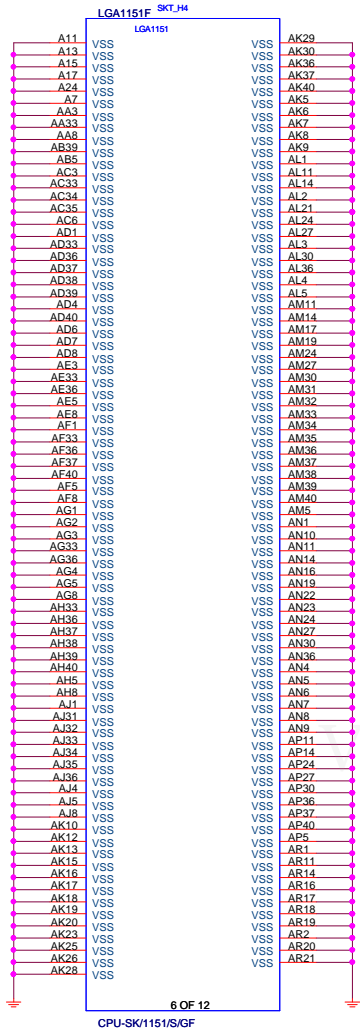 LGA1151F SKT_H4
LGA1151
A11 VSS VSS AK29
A13 VSS VSS AK30
A15 VSS VSS AK36
A17 VSS VSS AK37
A24 VSS VSS AK40
A7 VSS VSS AK5
AA3 VSS VSS AK6
AA33 VSS VSS AK7
AA8 VSS VSS AK8
AB39 VSS VSS AK9
AB5 VSS VSS AL1
AC3 VSS VSS AL11
AC33 VSS VSS AL14
AC34 VSS VSS AL2
AC35 VSS VSS AL21
AC6 VSS VSS AL24
AD1 VSS VSS AL27
AD33 VSS VSS AL3
AD36 VSS VSS AL30
AD37 VSS VSS AL36
AD38 VSS VSS AL4
AD39 VSS VSS AL5
AD4 VSS VSS AM11
AD40 VSS VSS AM14
AD6 VSS VSS AM17
AD7 VSS VSS AM19
AD8 VSS VSS AM24
AE3 VSS VSS AM27
AE33 VSS VSS AM30
AE36 VSS VSS AM31
AE5 VSS VSS AM32
AE8 VSS VSS AM33
AF1 VSS VSS AM34
AF33 VSS VSS AM35
AF36 VSS VSS AM36
AF37 VSS VSS AM37
AF40 VSS VSS AM38
AF5 VSS VSS AM39
AF8 VSS VSS AM40
AG1 VSS VSS AM5
AG2 VSS VSS AN1
AG3 VSS VSS AN10
AG33 VSS VSS AN11
AG36 VSS VSS AN14
AG4 VSS VSS AN16
AG5 VSS VSS AN19
AG8 VSS VSS AN22
AH33 VSS VSS AN23
AH36 VSS VSS AN24
AH37 VSS VSS AN27
AH38 VSS VSS AN30
AH39 VSS VSS AN36
AH40 VSS VSS AN4
AH5 VSS VSS AN5
AH8 VSS VSS AN6
AJ1 VSS VSS AN7
AJ31 VSS VSS AN8
AJ32 VSS VSS AN9
AJ33 VSS VSS AP11
AJ34 VSS VSS AP14
AJ35 VSS VSS AP24
AJ36 VSS VSS AP27
AJ4 VSS VSS AP30
AJ5 VSS VSS AP36
AJ8 VSS VSS AP37
AK10 VSS VSS AP40
AK12 VSS VSS AP5
AK13 VSS VSS AR1
AK15 VSS VSS AR11
AK16 VSS VSS AR14
AK17 VSS VSS AR16
AK18 VSS VSS AR17
AK19 VSS VSS AR18
AK20 VSS VSS AR19
AK23 VSS VSS AR2
AK25 VSS VSS AR20
AK26 VSS VSS AR21
AK28 VSS
6 OF 12
CPU-SK/1151/S/GF